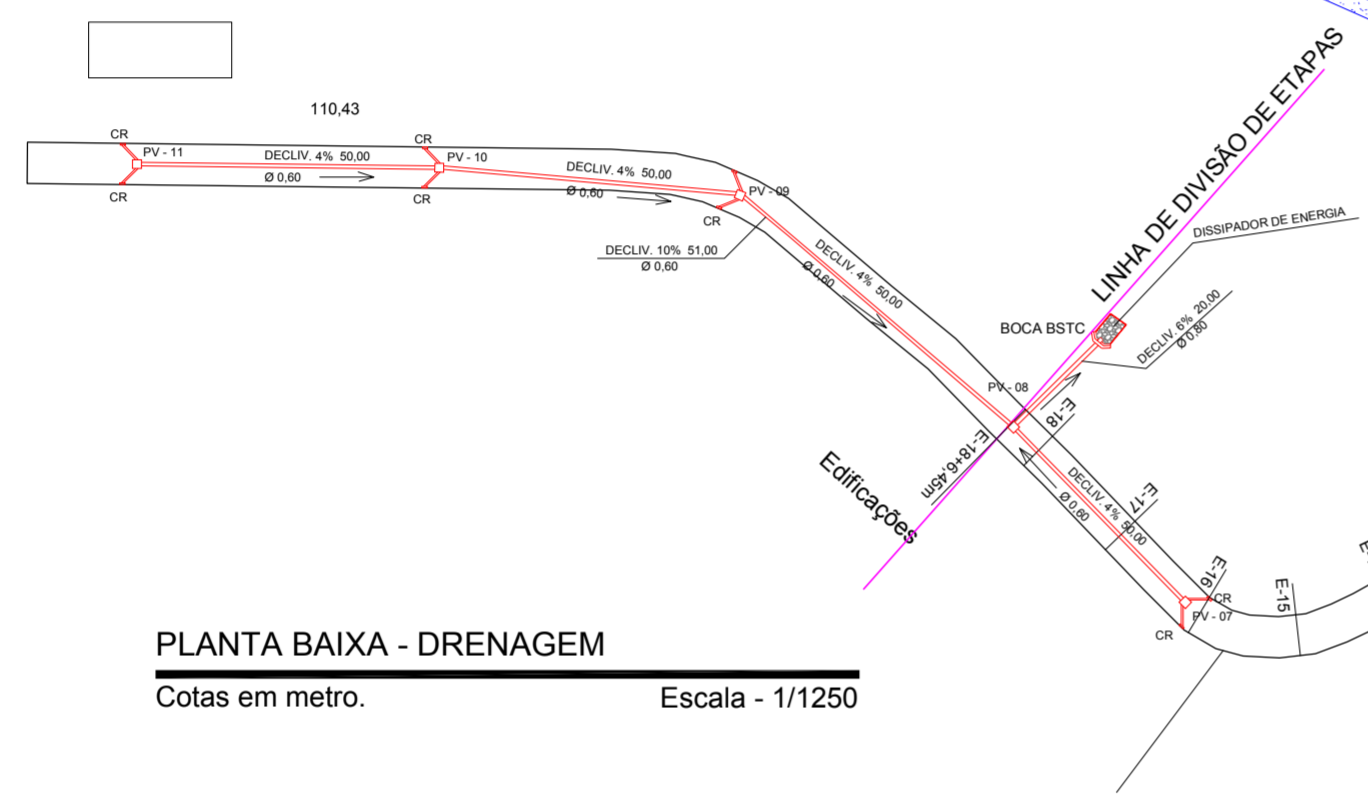 LINHA DE DIVISÃO DE ETAPAS
110,43
CR
CR
PV - 11
DECLIV. 4% 50,00
Ø 0,60
CR
PV - 10
CR
DECLIV. 4% 50,00
Ø 0,60
PV - 09
CR
DECLIV. 10% 51,00
Ø 0,60
DECLIV. 4% 50,00
Ø 0,60
DISSIPADOR DE ENERGIA
BOCA BSTC
DECLIV. 6% 20,00
Ø 0,80
PV - 08
E-18
E-18+6,45m
Edificações
DECLIV. 4% 50,00
Ø 0,60
E-17
E-16
E-15
CR
PV - 07
CR
PLANTA BAIXA - DRENAGEM
Cotas em metro.
Escala - 1/1250